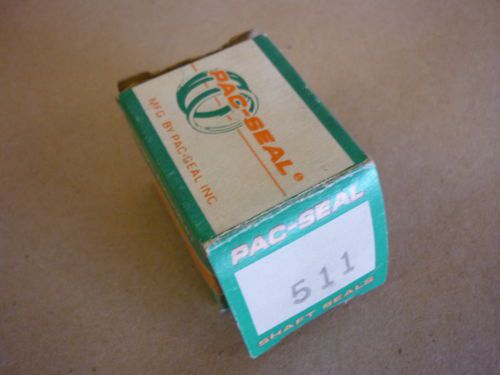 PAC-SEAL®
MFG BY PAC-SEAL INC.
PAC-SEAL
511
SHAFT SEALS